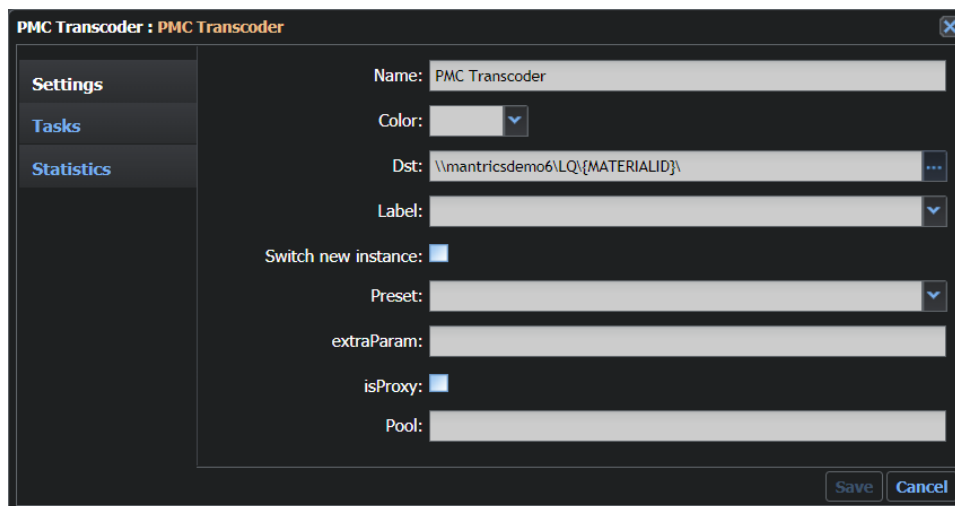 PMC Transcoder : PMC Transcoder
Settings
Tasks
Statistics
Name: PMC Transcoder
Color:
Dst: \\mantricsdemo6\LQ\{MATERIALID}\
Label:
Switch new instance:
Preset:
extraParam:
isProxy:
Pool:
Save Cancel